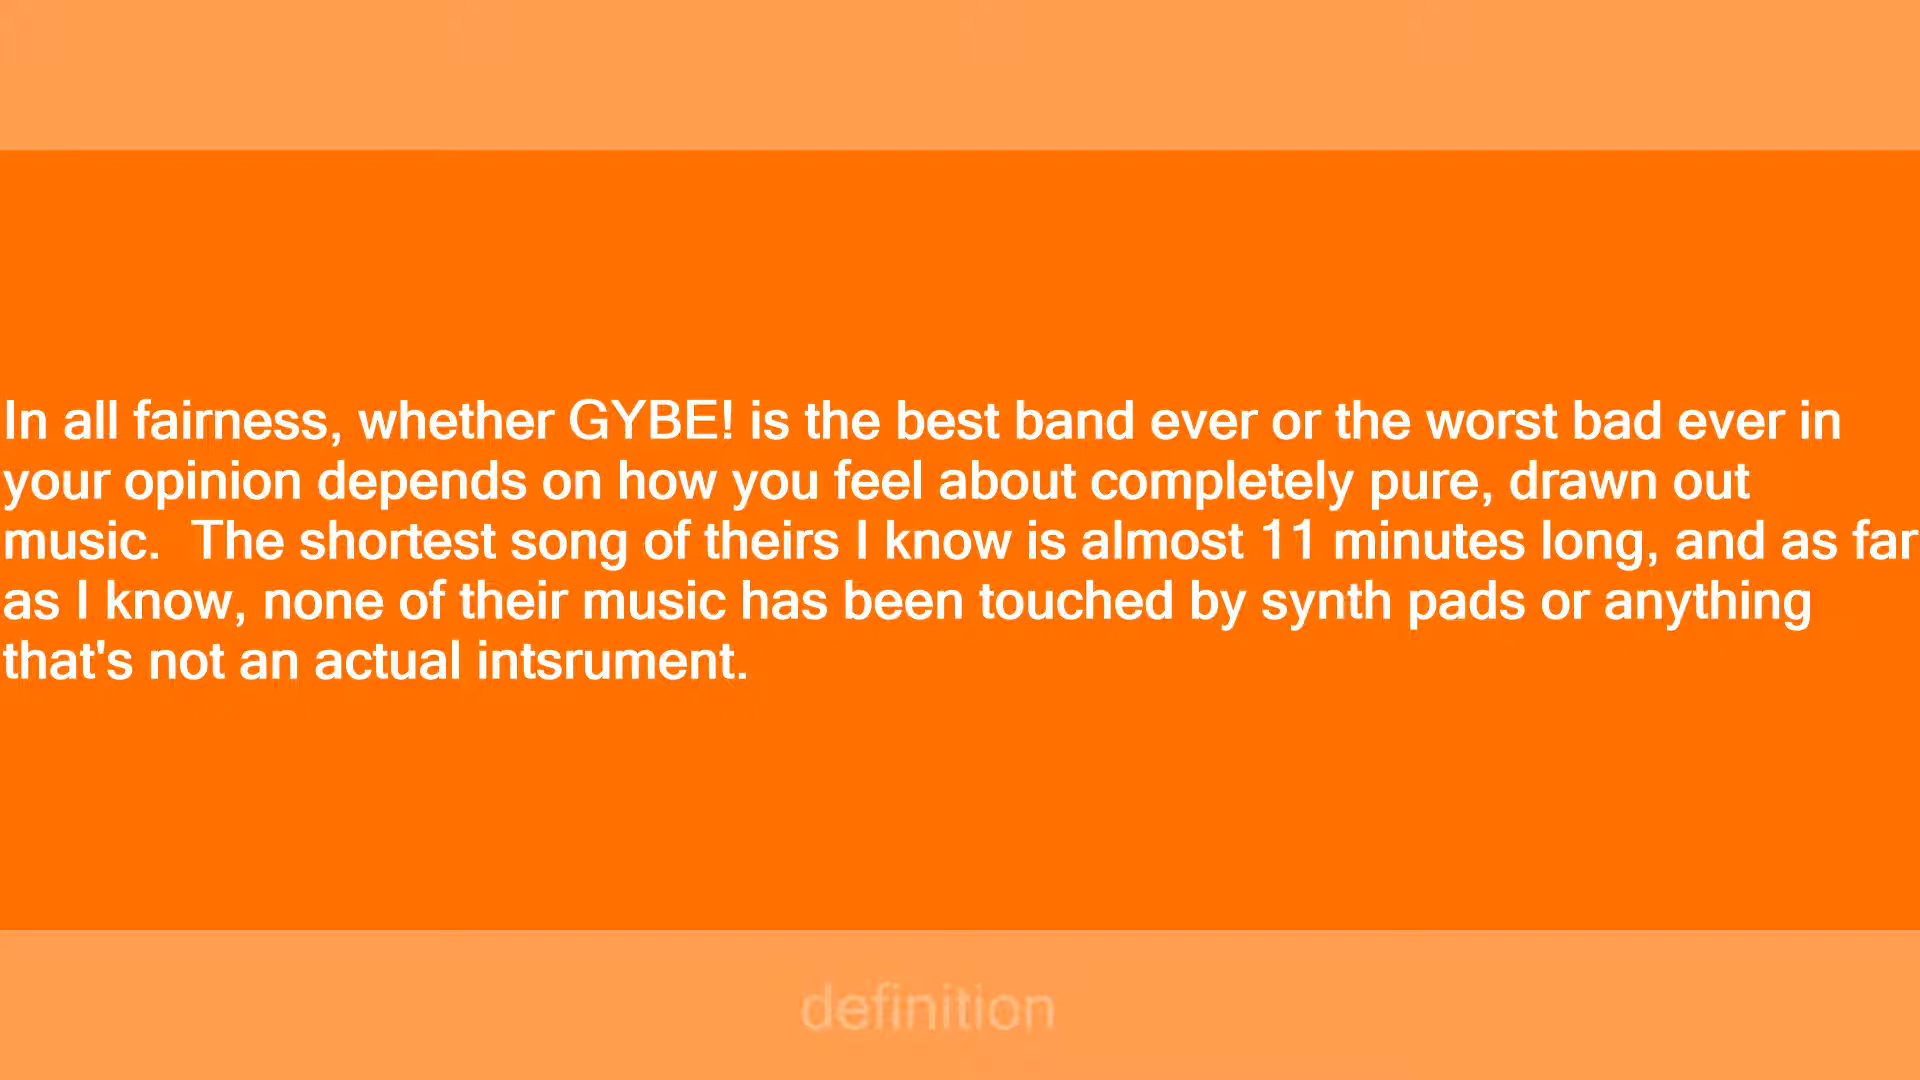 In all fairness, whether GYBE! is the best band ever or the worst bad ever in
your opinion depends on how you feel about completely pure, drawn out
music.  The shortest song of theirs I know is almost 11 minutes long, and as far
as I know, none of their music has been touched by synth pads or anything
that's not an actual intsrument.
definition